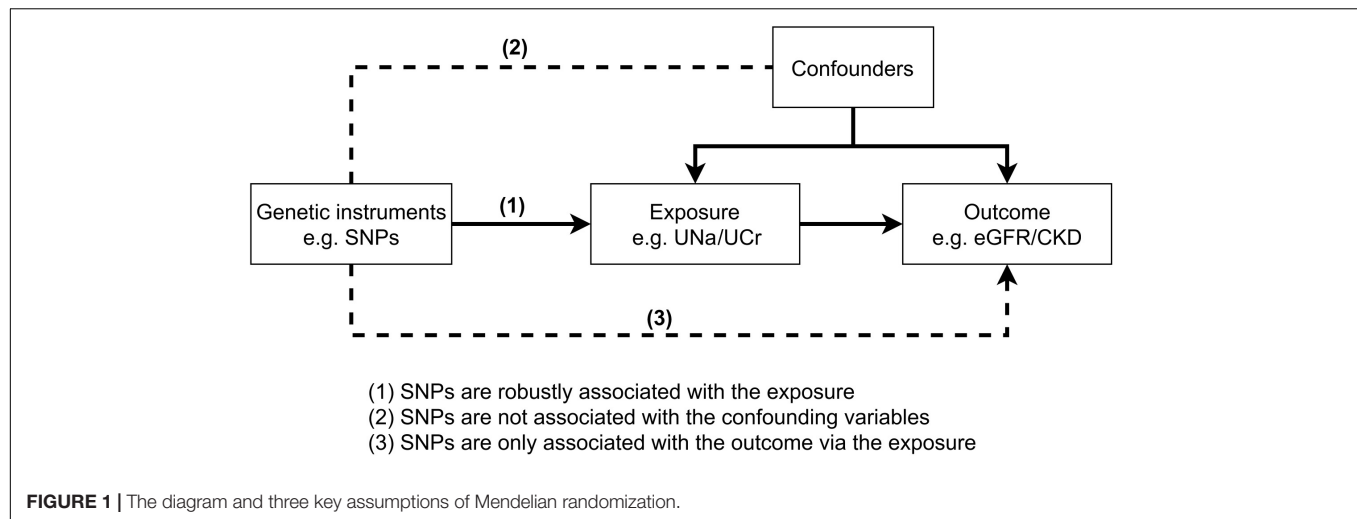 (2)
Confounders
Genetic instruments
e.g. SNPs
(1)
Exposure
e.g. UNa/UCr
Outcome
e.g. eGFR/CKD
(3)
(1) SNPs are robustly associated with the exposure
(2) SNPs are not associated with the confounding variables
(3) SNPs are only associated with the outcome via the exposure
FIGURE 1 | The diagram and three key assumptions of Mendelian randomization.